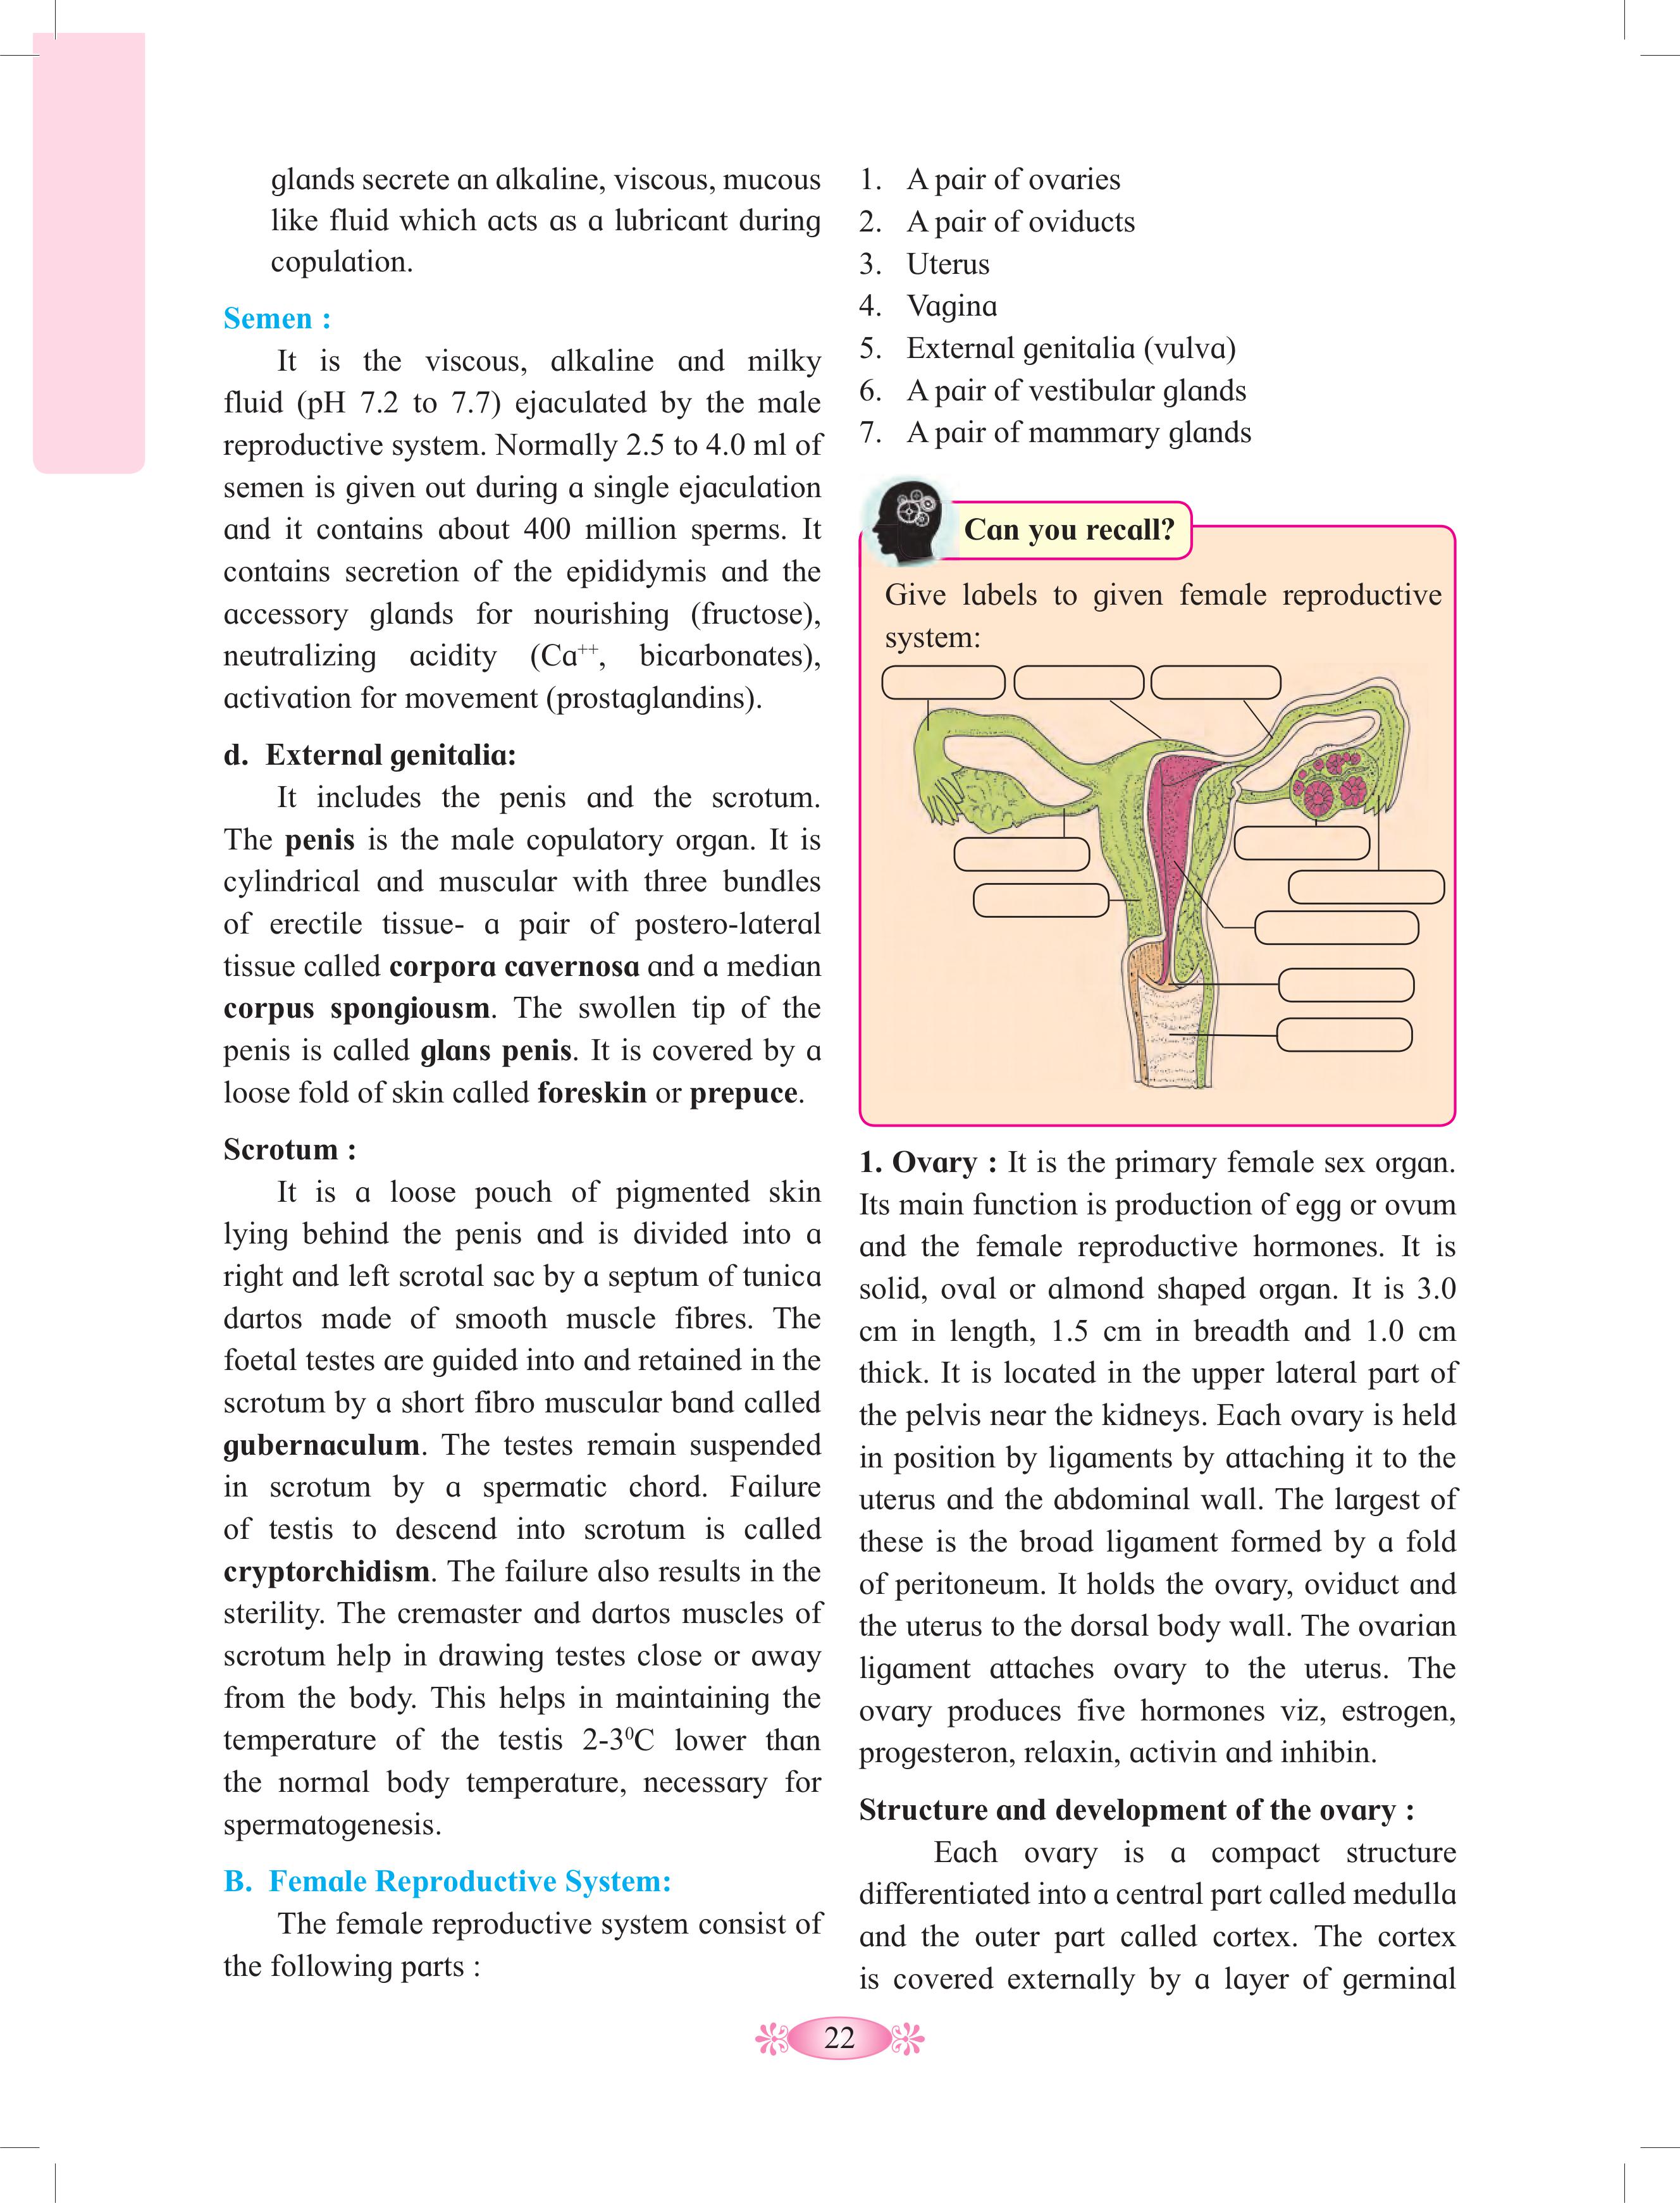 glands secrete an alkaline, viscous, mucous
like fluid which acts as a lubricant during
copulation.
Semen :
It is the viscous, alkaline and milky
fluid (pH 7.2 to 7.7) ejaculated by the male
reproductive system. Normally 2.5 to 4.0 ml of
semen is given out during a single ejaculation
and it contains about 400 million sperms. It
contains secretion of the epididymis and the
accessory glands for nourishing (fructose),
neutralizing acidity (Ca⁺⁺, bicarbonates),
activation for movement (prostaglandins).
d. External genitalia:
It includes the penis and the scrotum.
The penis is the male copulatory organ. It is
cylindrical and muscular with three bundles
of erectile tissue- a pair of postero-lateral
tissue called corpora cavernosa and a median
corpus spongiousm. The swollen tip of the
penis is called glans penis. It is covered by a
loose fold of skin called foreskin or prepuce.
Scrotum :
It is a loose pouch of pigmented skin
lying behind the penis and is divided into a
right and left scrotal sac by a septum of tunica
dartos made of smooth muscle fibres. The
foetal testes are guided into and retained in the
scrotum by a short fibro muscular band called
gubernaculum. The testes remain suspended
in scrotum by a spermatic chord. Failure
of testis to descend into scrotum is called
cryptorchidism. The failure also results in the
sterility. The cremaster and dartos muscles of
scrotum help in drawing testes close or away
from the body. This helps in maintaining the
temperature of the testis 2-3⁰C lower than
the normal body temperature, necessary for
spermatogenesis.
B. Female Reproductive System:
The female reproductive system consist of
the following parts :
1. A pair of ovaries
2. A pair of oviducts
3. Uterus
4. Vagina
5. External genitalia (vulva)
6. A pair of vestibular glands
7. A pair of mammary glands
Can you recall?
Give labels to given female reproductive
system:
1. Ovary : It is the primary female sex organ.
Its main function is production of egg or ovum
and the female reproductive hormones. It is
solid, oval or almond shaped organ. It is 3.0
cm in length, 1.5 cm in breadth and 1.0 cm
thick. It is located in the upper lateral part of
the pelvis near the kidneys. Each ovary is held
in position by ligaments by attaching it to the
uterus and the abdominal wall. The largest of
these is the broad ligament formed by a fold
of peritoneum. It holds the ovary, oviduct and
the uterus to the dorsal body wall. The ovarian
ligament attaches ovary to the uterus. The
ovary produces five hormones viz, estrogen,
progesteron, relaxin, activin and inhibin.
Structure and development of the ovary :
Each ovary is a compact structure
differentiated into a central part called medulla
and the outer part called cortex. The cortex
is covered externally by a layer of germinal
22